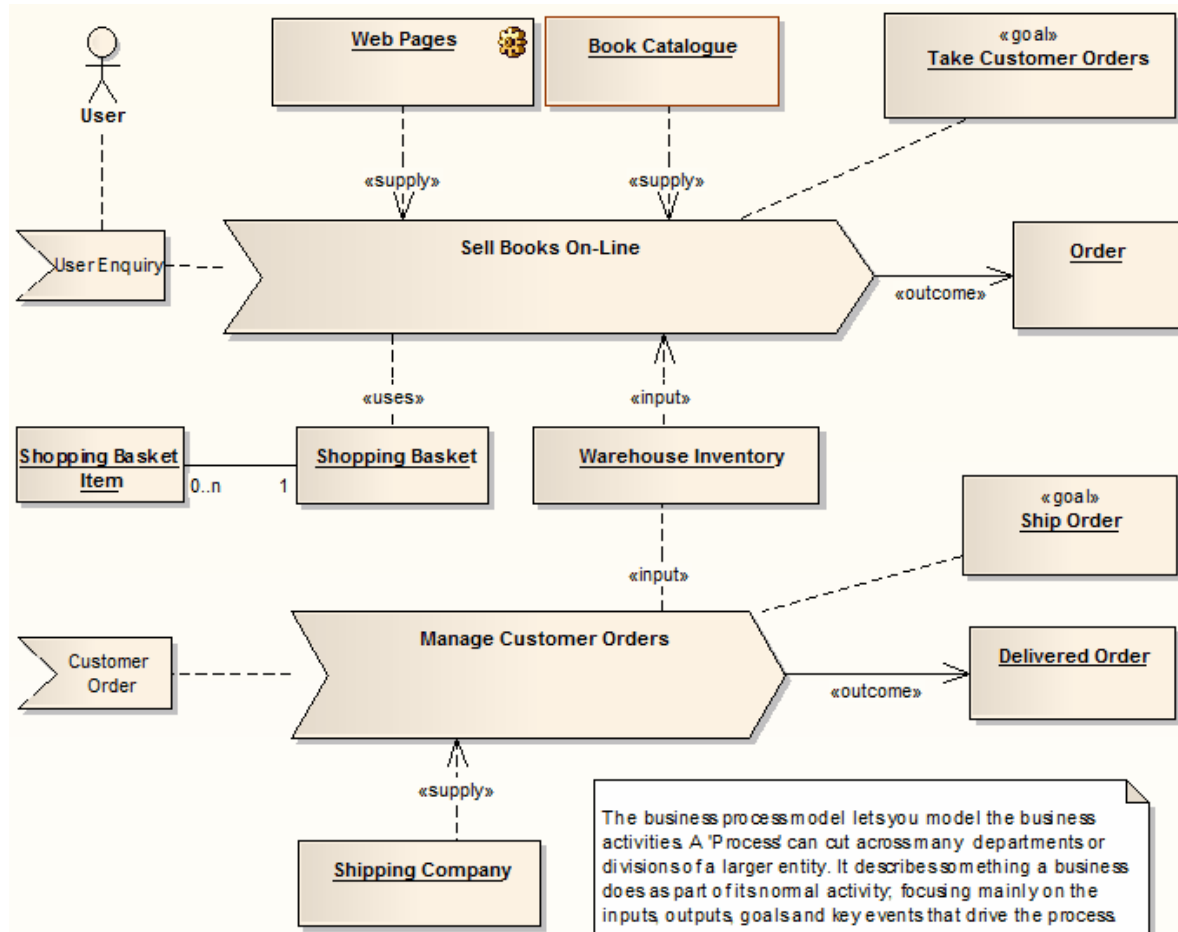 Web Pages
Book Catalogue
«goal»
Take Customer Orders
User
«supply»
«supply»
User Enquiry
Sell Books On-Line
Order
«outcome»
«uses»
«input»
Shopping Basket
Item
0..n
1
Shopping Basket
Warehouse Inventory
«goal»
Ship Order
«input»
Customer
Order
Manage Customer Orders
Delivered Order
«outcome»
«supply»
Shipping Company
The business process model lets you model the business
activities. A 'Process' can cut across many departments or
divisions of a larger entity. It describes something a business
does as part of its normal activity; focusing mainly on the
inputs, outputs, goals and key events that drive the process.